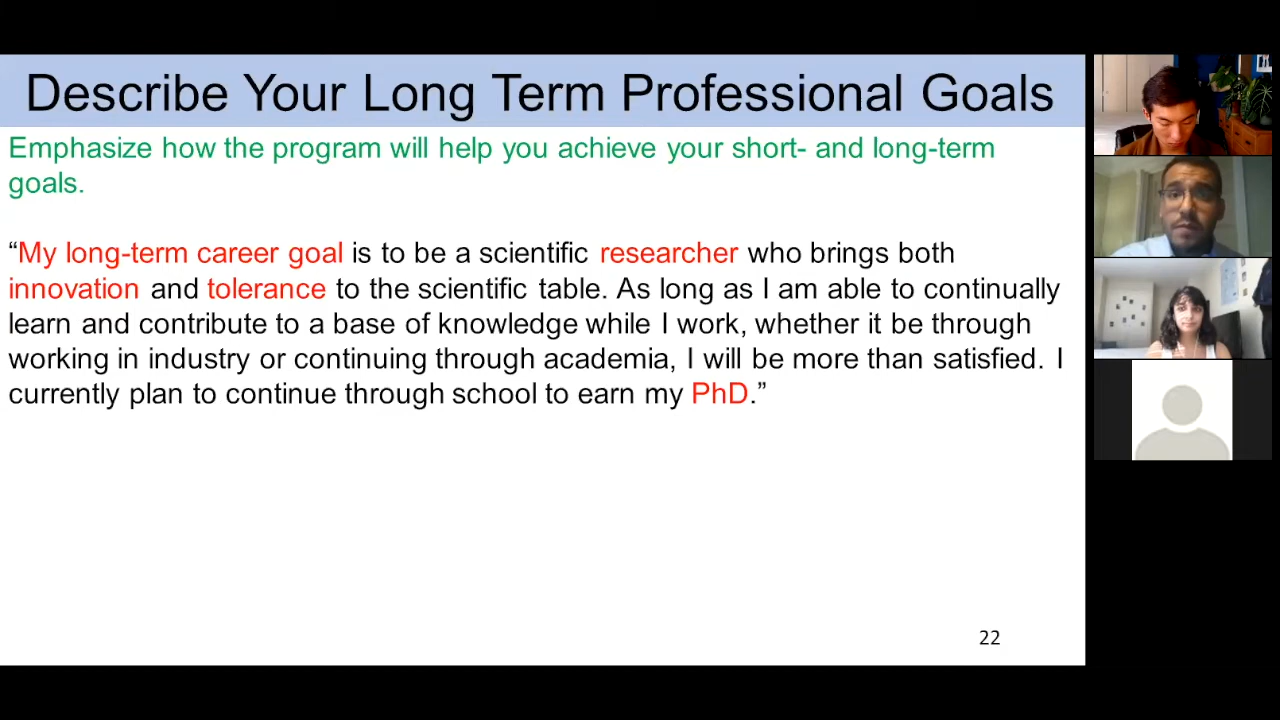 Describe Your Long Term Professional Goals
Emphasize how the program will help you achieve your short- and long-term
goals.
“My long-term career goal is to be a scientific researcher who brings both
innovation and tolerance to the scientific table. As long as I am able to continually
learn and contribute to a base of knowledge while I work, whether it be through
working in industry or continuing through academia, I will be more than satisfied. I
currently plan to continue through school to earn my PhD.”
22